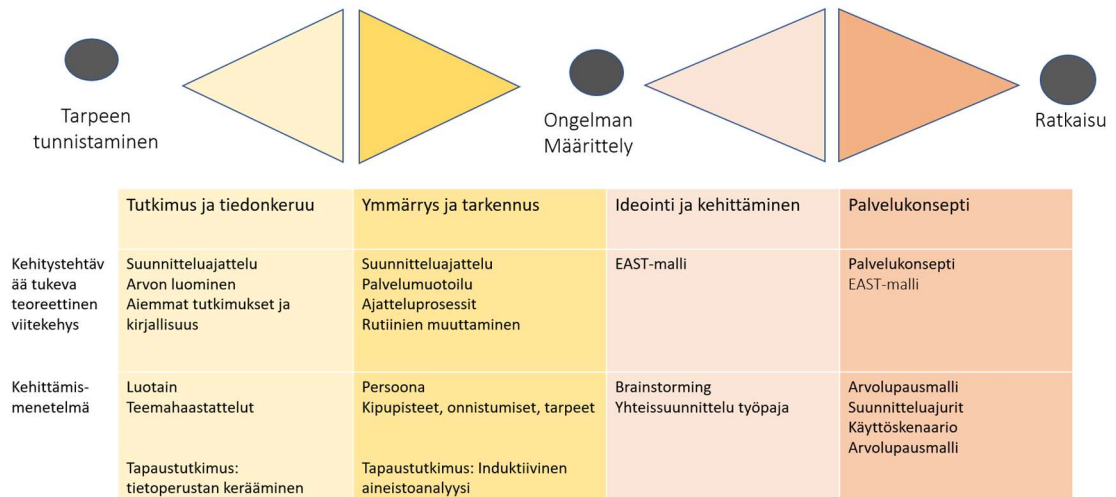 Tarpeen
tunnistaminen
Ongelman
Määrittely
Ratkaisu
Tutkimus ja tiedonkeruu
Ymmärrys ja tarkennus
Ideointi ja kehittäminen
Palvelukonsepti
Kehitystehtäv
ää tukeva
teoreettinen
viitekehys
Suunnitteluajattelu
Arvon luominen
Aiemmat tutkimukset ja
kirjallisuus
Suunnitteluajattelu
Palvelumuotoilu
Ajatteluprosessit
Rutiinien muuttaminen
EAST-malli
Palvelukonsepti
EAST-malli
Kehittämis-
menetelmä
Luotain
Teemahaastattelut
Tapaustutkimus:
tietoperustan kerääminen
Persoona
Kipupisteet, onnistumiset, tarpeet
Tapaustutkimus: Induktiivinen
aineistoanalyysi
Brainstorming
Yhteissuunnittelu työpaja
Arvolupausmalli
Suunnitteluajurit
Käyttöskenaario
Arvolupausmalli